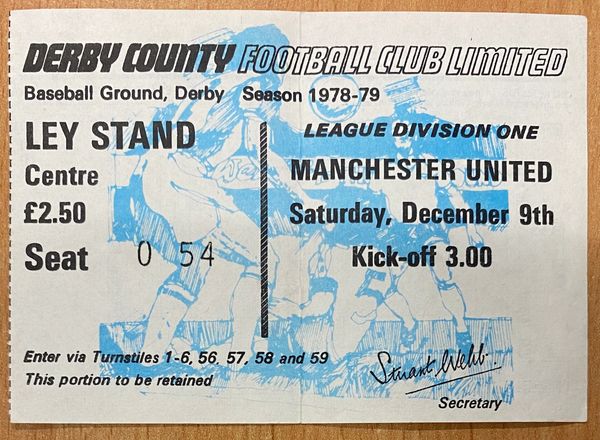 DERBY COUNTY FOOTBALL CLUB LIMITED
Baseball Ground, Derby Season 1978-79
LEY STAND
Centre
£2.50
Seat O 54
LEAGUE DIVISION ONE
MANCHESTER UNITED
Saturday, December 9th
Kick-off 3.00
Enter via Turnstiles 1-6, 56, 57, 58 and 59
This portion to be retained
Stuart Webb.
Secretary